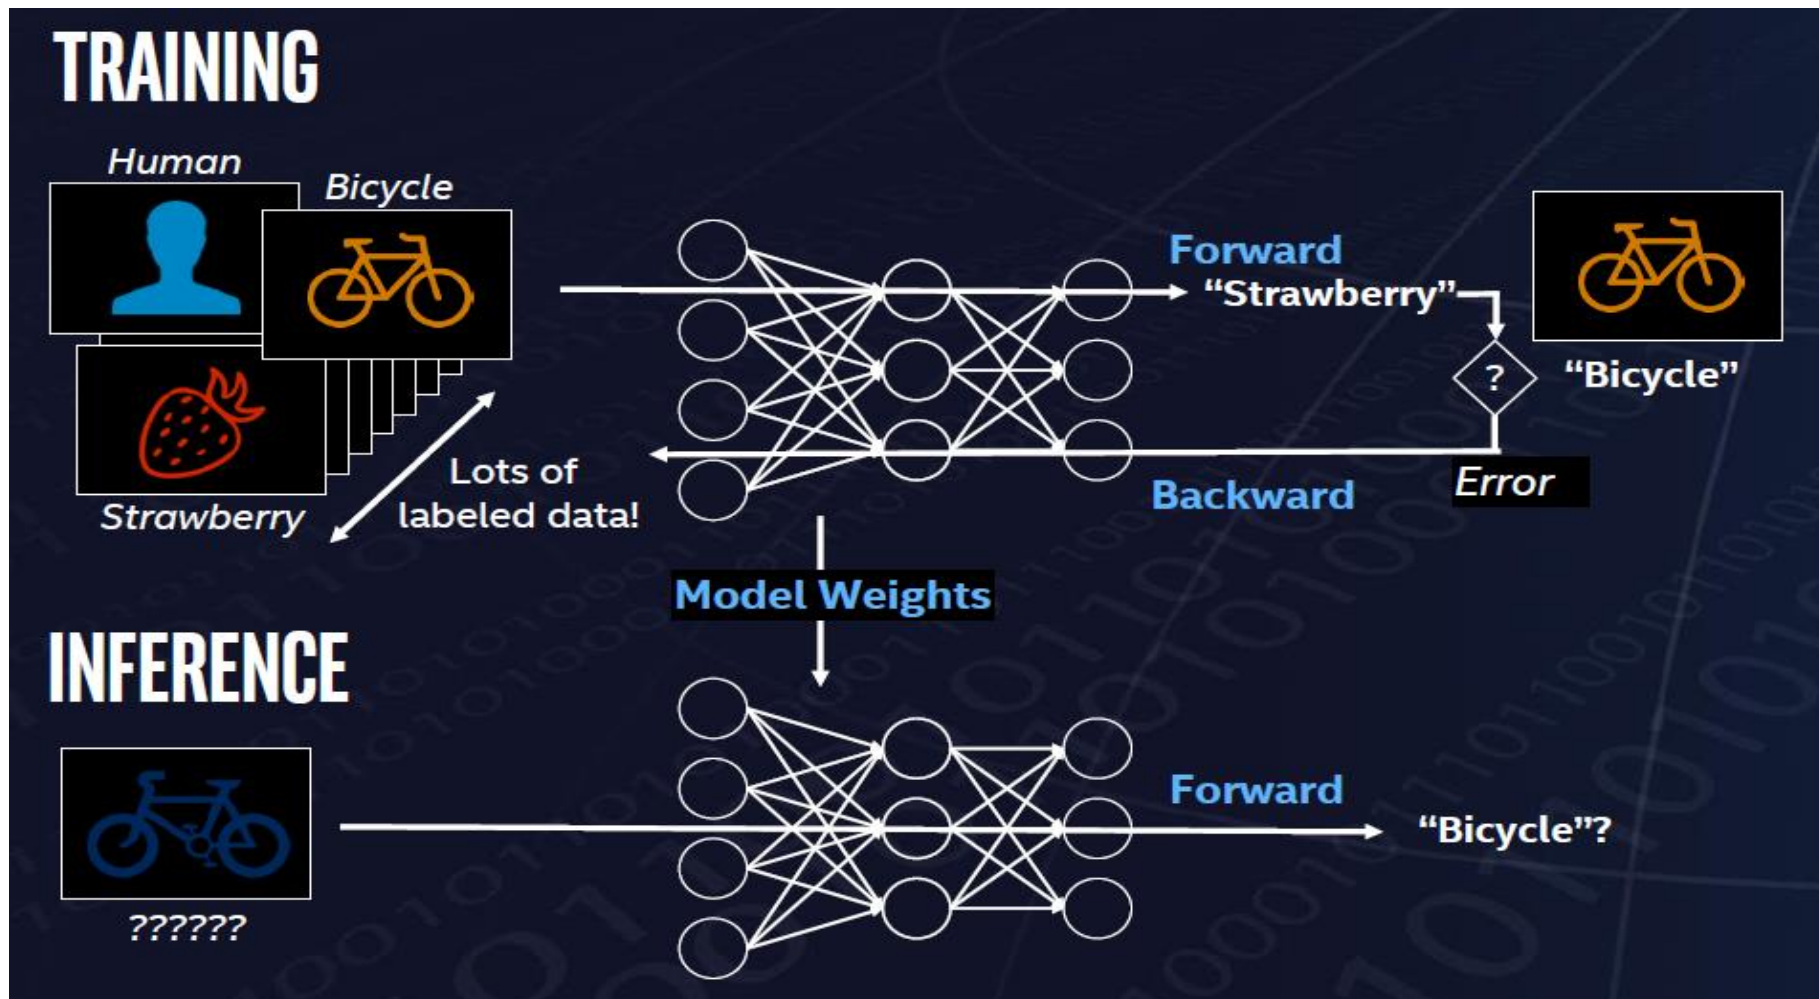 TRAINING
Human
Bicycle
Strawberry
Lots of
labeled data!
Forward
“Strawberry”
?
“Bicycle”
Error
Backward
Model Weights
INFERENCE
??????
Forward
“Bicycle”?